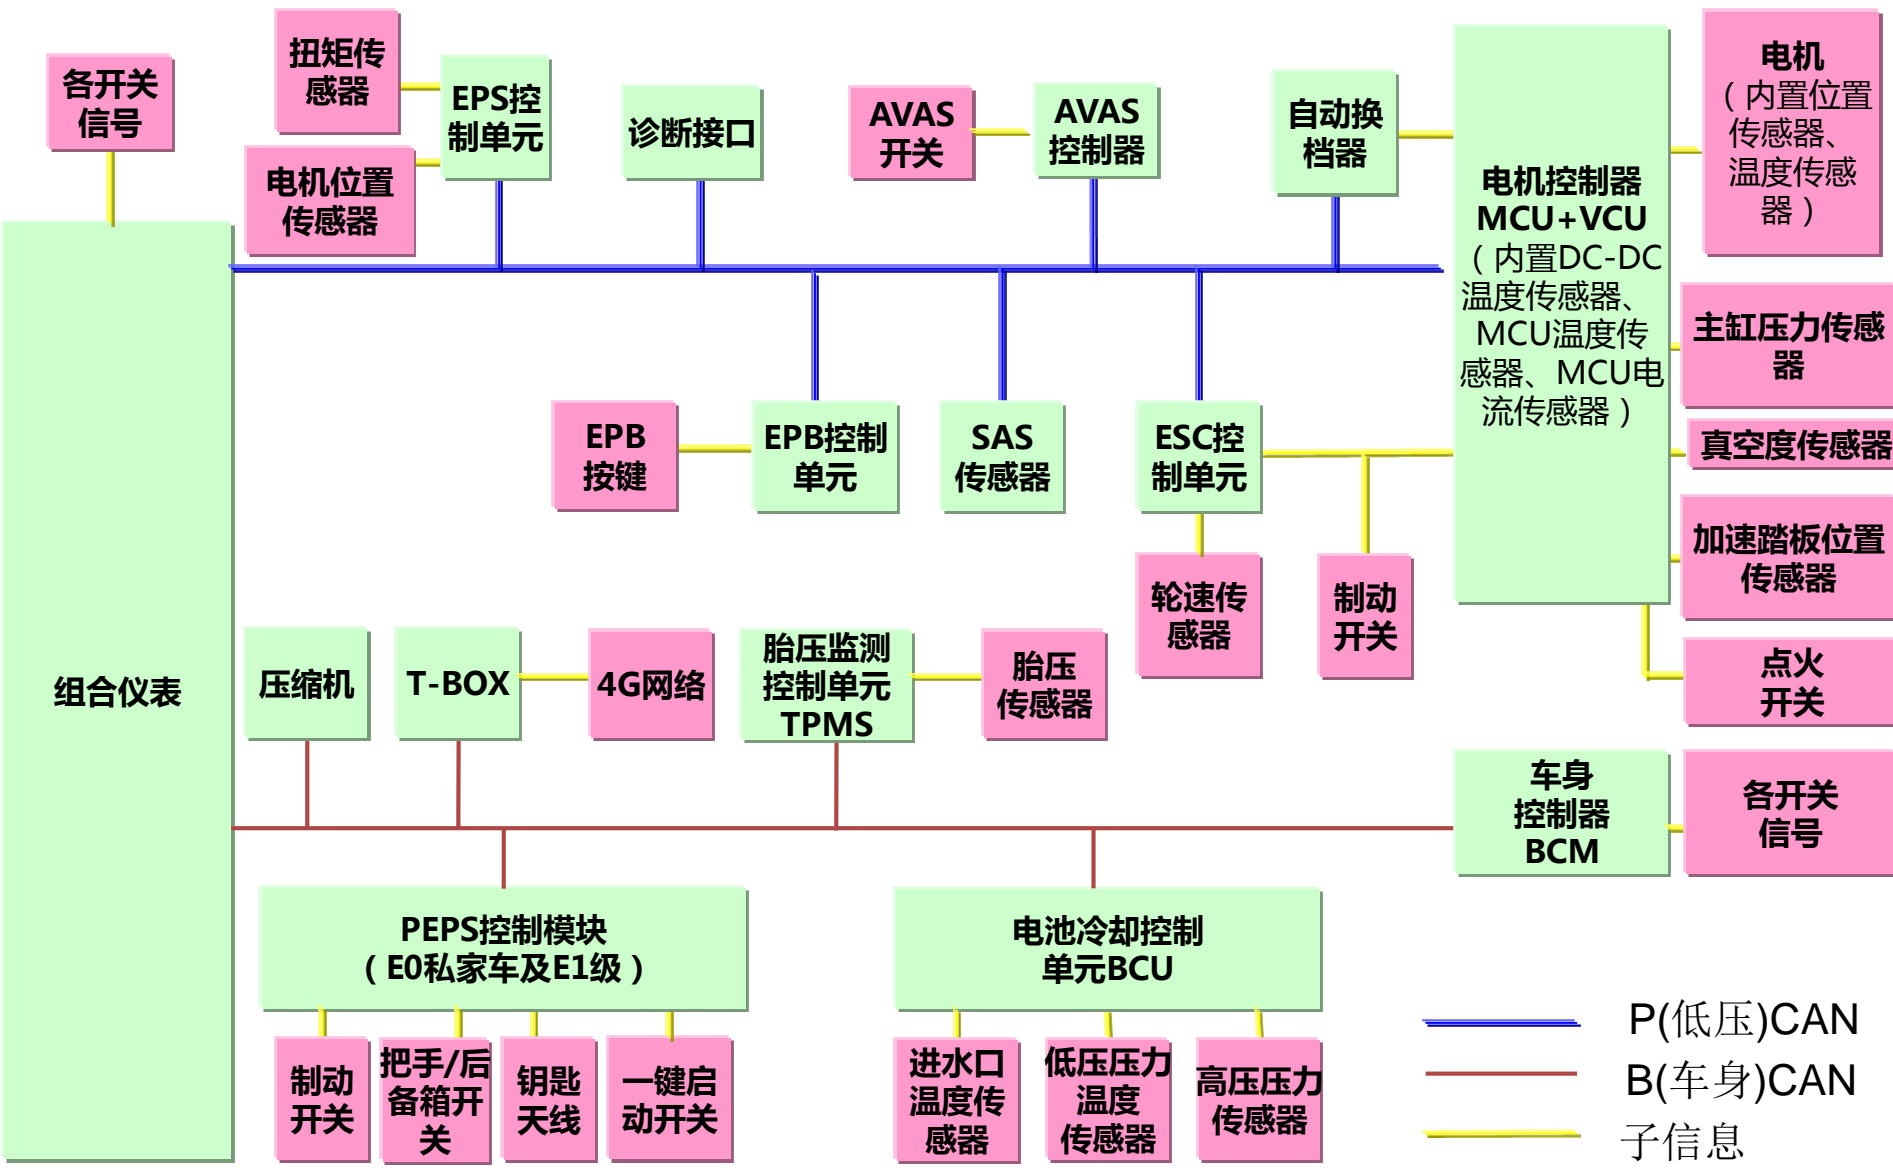 各开关
信号
扭矩传
感器
电机位置
传感器
EPS控
制单元
诊断接口
AVAS
开关
AVAS
控制器
自动换
档器
电机控制器
MCU+VCU
（内置DC-DC
温度传感器、
MCU温度传
感器、MCU电
流传感器）
电机
（内置位置
传感器、
温度传感
器）
主缸压力传感
器
真空度传感器
加速踏板位置
传感器
点火
开关
EPB
按键
EPB控制
单元
SAS
传感器
ESC控
制单元
轮速传
感器
制动
开关
组合仪表
压缩机
T-BOX
4G网络
胎压监测
控制单元
TPMS
胎压
传感器
车身
控制器
BCM
各开关
信号
PEPS控制模块
（E0私家车及E1级）
制动
开关
把手/后
备箱开
关
钥匙
天线
一键启
动开关
电池冷却控制
单元BCU
进水口
温度传
感器
低压压力
温度
传感器
高压压力
传感器
P(低压)CAN
B(车身)CAN
子信息